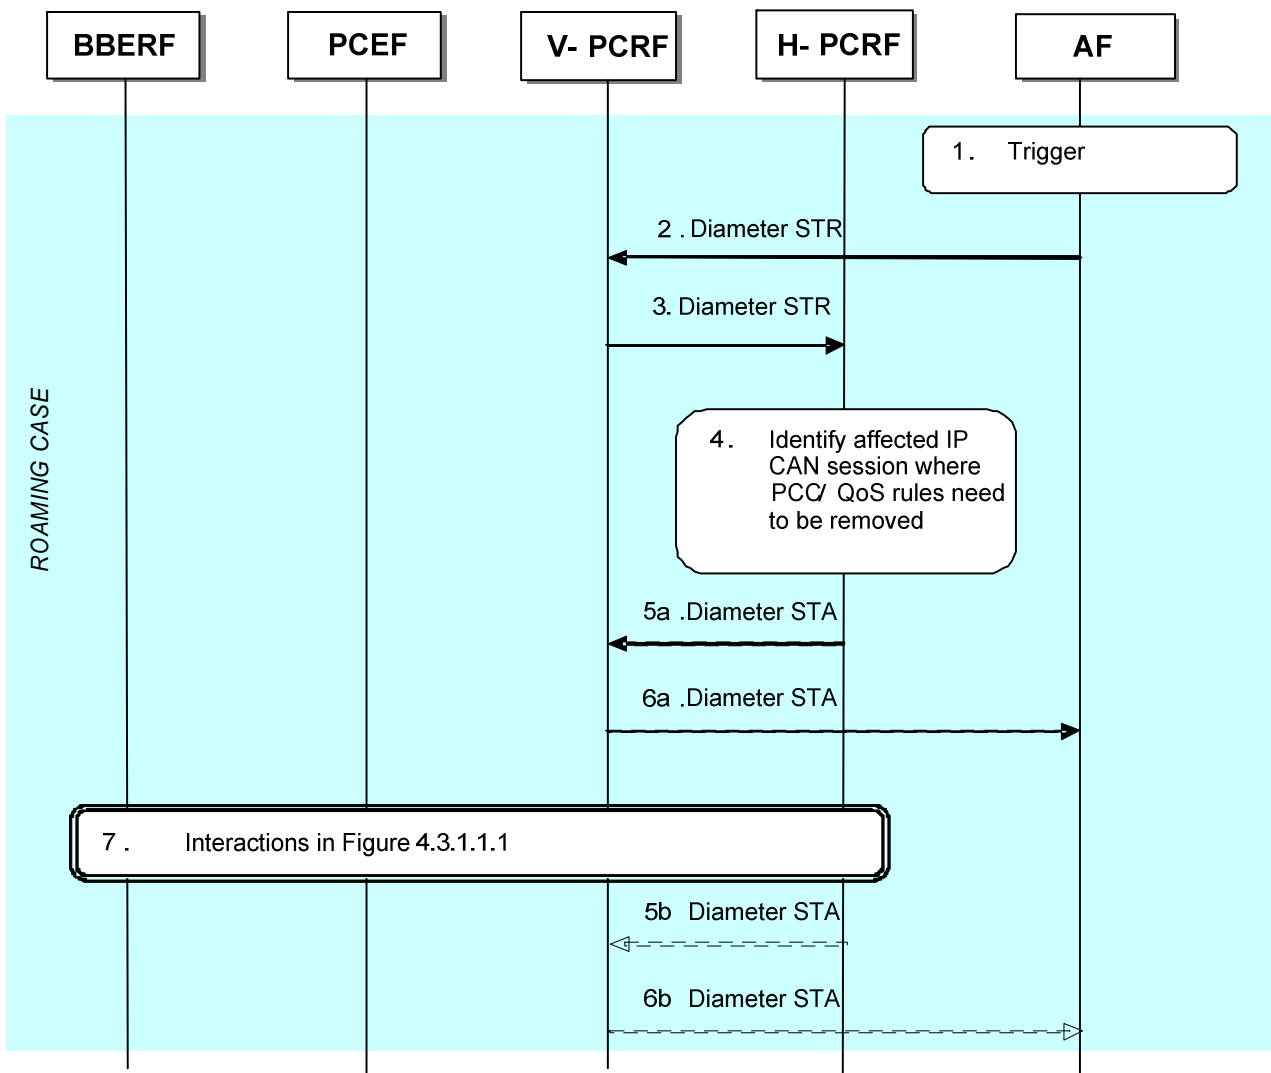 BBERF
PCEF
V- PCRF
H- PCRF
AF
1. Trigger
2 . Diameter STR
3. Diameter STR
ROAMING CASE
4. Identify affected IP
CAN session where
PCC/ QoS rules need
to be removed
5a .Diameter STA
6a .Diameter STA
7 . Interactions in Figure 4.3.1.1.1
5b Diameter STA
6b Diameter STA